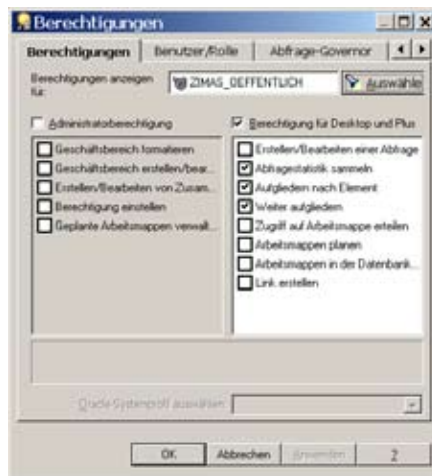 Berechtigungen
Berechtigungen
Benutzer/Rolle
Abfrage-Governor
Berechtigungen anzeigen für:
ZIMAS_OEFFENTLICH
Auswähle
Administratorberechtigung
Geschäftsbereich formatieren
Geschäftsbereich erstellen/bear...
Erstellen/Bearbeiten von Zusam...
Berechtigung einstellen
Geplante Arbeitsmappen verwalt...
Berechtigung für Desktop und Plus
Erstellen/Bearbeiten einer Abfrage
Abfragestatistik sammeln
Aufgliedern nach Element
Weiter aufgliedern
Zugriff auf Arbeitsmappe erteilen
Arbeitsmappen planen
Arbeitsmappen in der Datenbank...
Link erstellen
Oracle-Systemprofil auswählen:
OK
Abbrechen
Anwenden
?